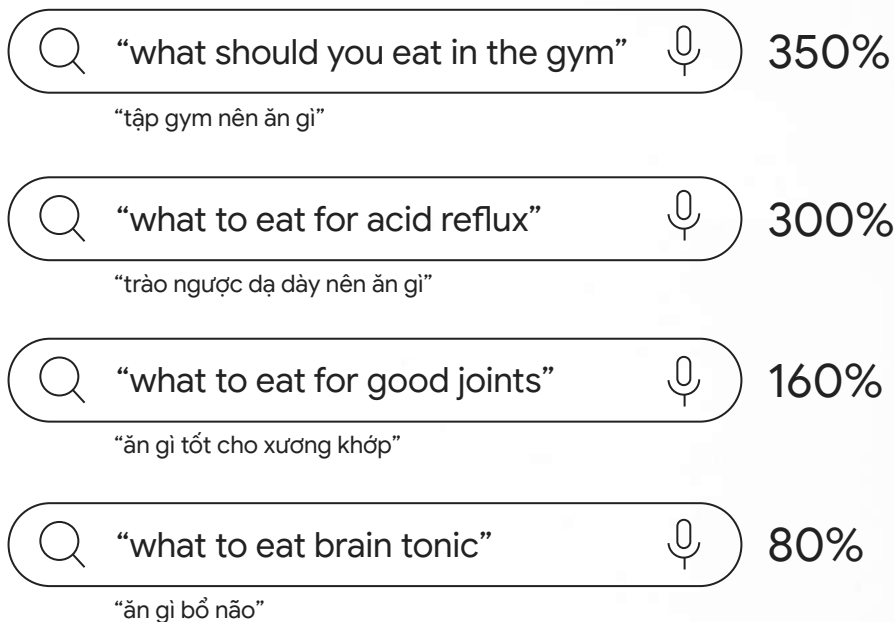 “what should you eat in the gym” 350%
“tập gym nên ăn gì”
“what to eat for acid reflux” 300%
“trào ngược dạ dày nên ăn gì”
“what to eat for good joints” 160%
“ăn gì tốt cho xương khớp”
“what to eat brain tonic” 80%
“ăn gì bổ não”